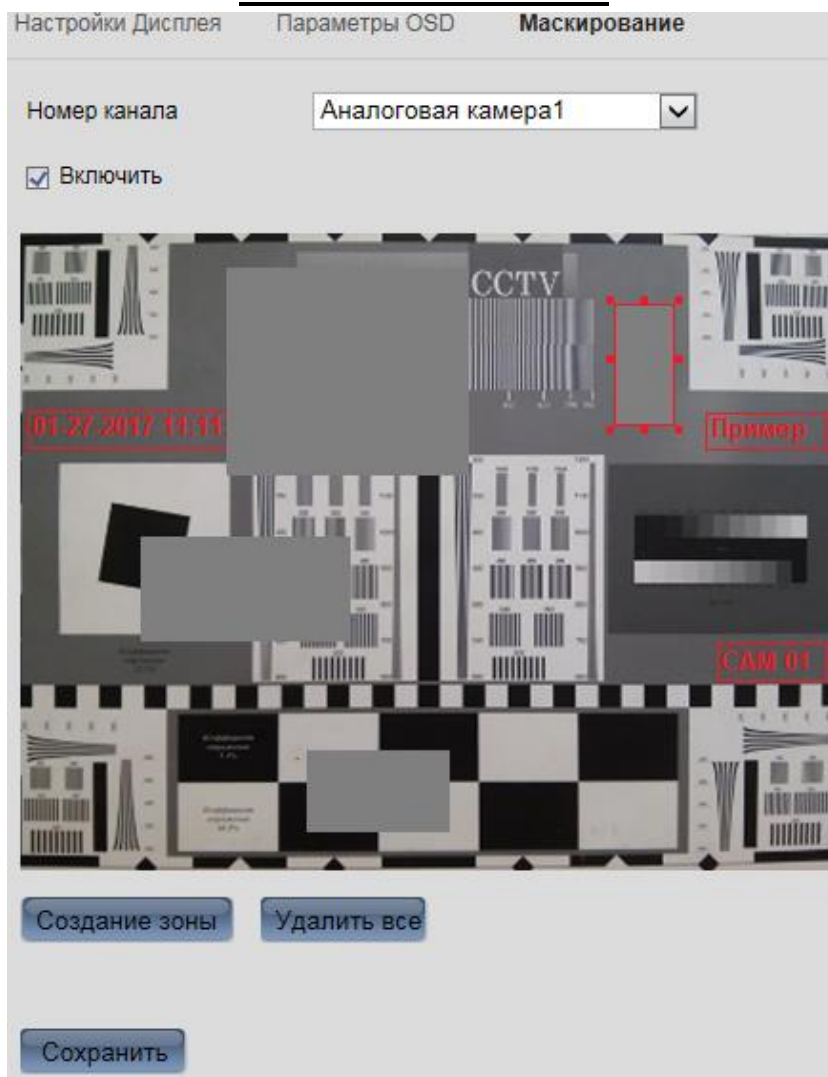 Настройки Дисплея Параметры OSD Маскирование
Номер канала Аналоговая камера1
Включить
CCTV
01-27-2017 11:11
Пример
CAM 01
Создание зоны Удалить все
Сохранить